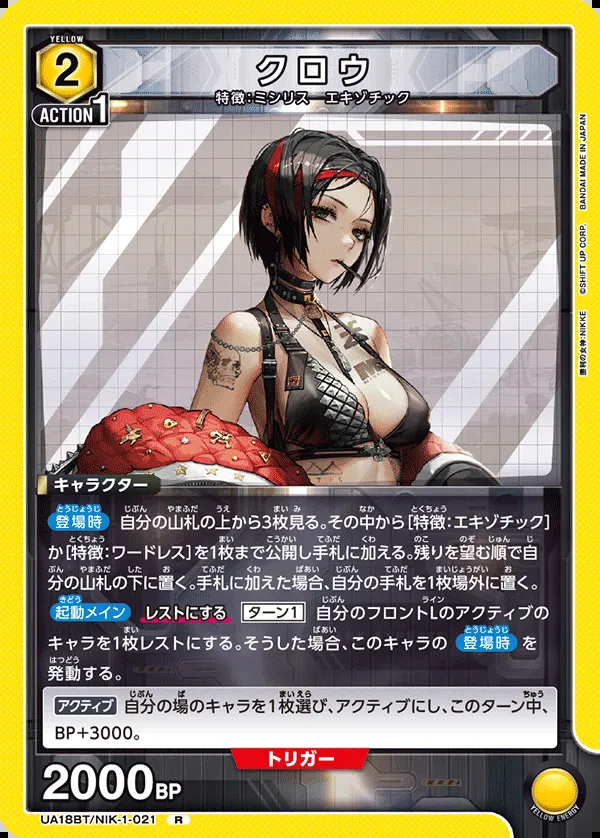 YELLOW
2
クロウ
特徴:ミシリス エキゾチック
ACTION 1
BANDAI MADE IN JAPAN
©SHIFT UP CORP.
勝利の女神:NIKKE
キャラクター
登場時 自分の山札の上から3枚見る。その中から[特徴:エキゾチック]
か[特徴:ワードレス]を1枚まで公開し手札に加える。残りを望む順で自
分の山札の下に置く。手札に加えた場合、自分の手札を1枚場外に置く。
起動メイン レストにする ターン1 自分のフロントLのアクティブの
キャラを1枚レストにする。そうした場合、このキャラの 登場時 を
発動する。
アクティブ 自分の場のキャラを1枚選び、アクティブにし、このターン中、
BP+3000。
トリガー
2000BP
YELLOW ENERGY
UA18BT/NIK-1-021 R